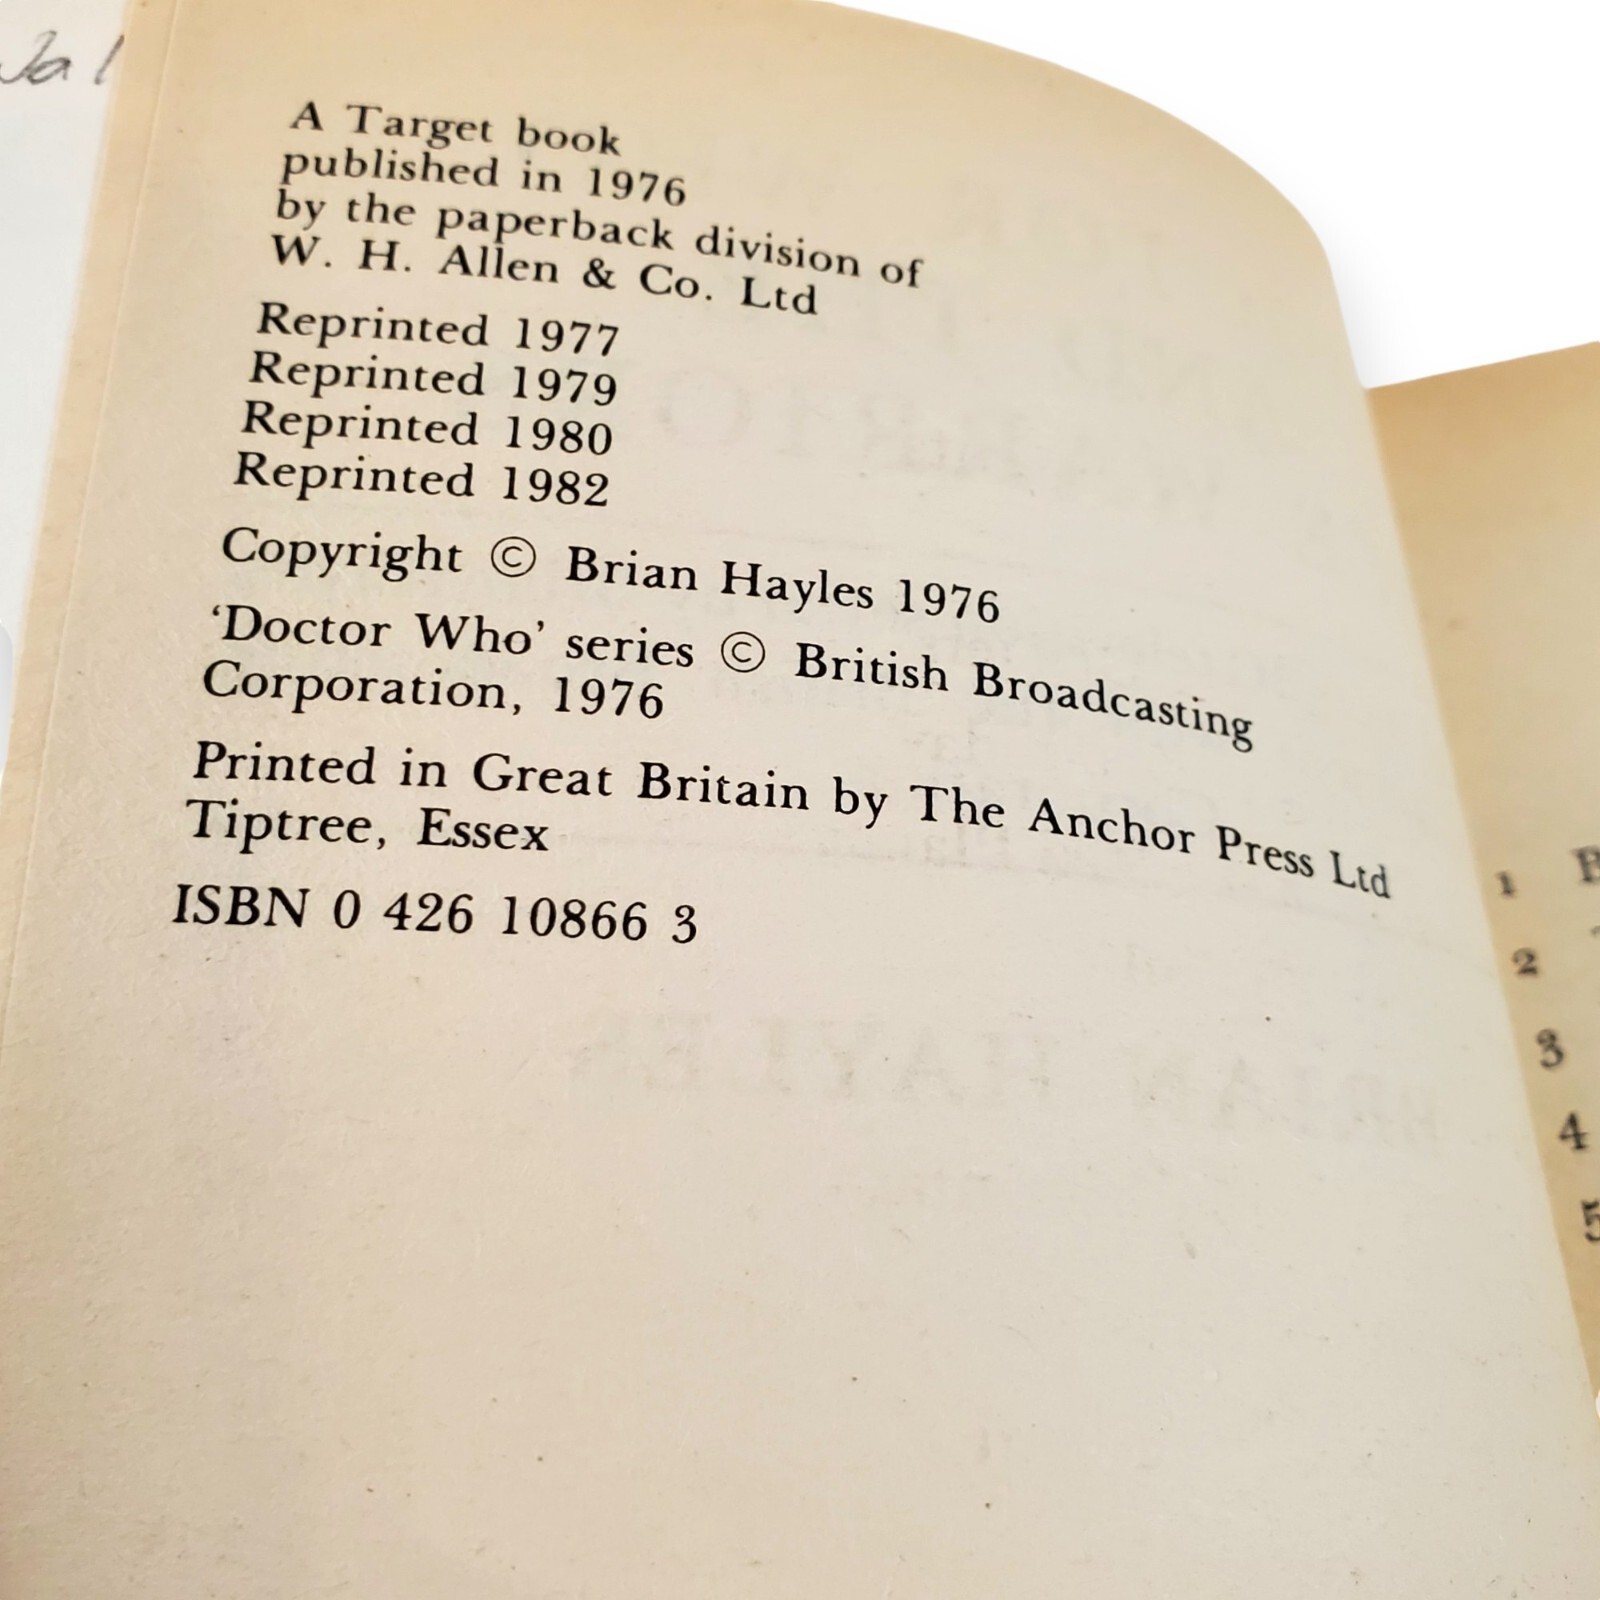 A Target book
published in 1976
by the paperback division of
W. H. Allen & Co. Ltd
Reprinted 1977
Reprinted 1979
Reprinted 1980
Reprinted 1982
Copyright © Brian Hayles 1976
‘Doctor Who’ series © British Broadcasting
Corporation, 1976
Printed in Great Britain by The Anchor Press Ltd
Tiptree, Essex
ISBN 0 426 10866 3
1
2
3
4
5